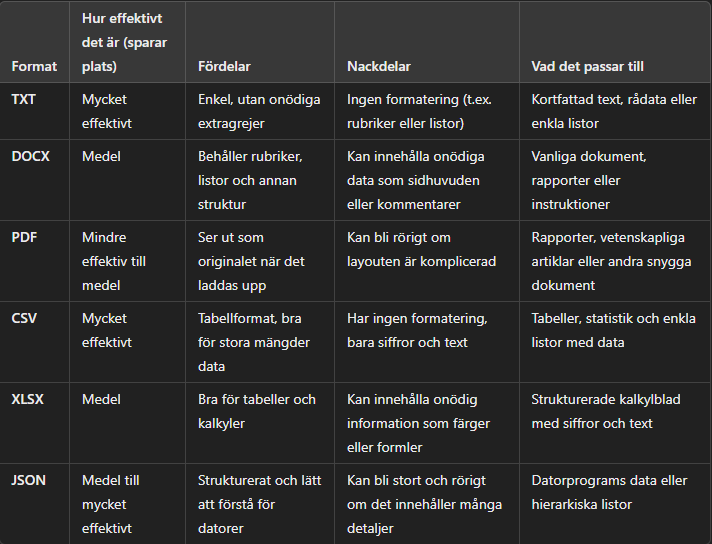 Format
Hur effektivt
det är (sparar
plats)
Fördelar
Nackdelar
Vad det passar till
TXT
Mycket
effektivt
Enkel, utan onödiga
extragrejer
Ingen formatering (t.ex.
rubriker eller listor)
Kortfattad text, rådata eller
enkla listor
DOCX
Medel
Behåller rubriker,
listor och annan
struktur
Kan innehålla onödiga
data som sidhuvuden
eller kommentarer
Vanliga dokument,
rapporter eller
instruktioner
PDF
Mindre
effektiv till
medel
Ser ut som
originalet när det
laddas upp
Kan bli rörigt om
layouten är komplicerad
Rapporter, vetenskapliga
artiklar eller andra snygga
dokument
CSV
Mycket
effektivt
Tabellformat, bra
för stora mängder
data
Har ingen formatering,
bara siffror och text
Tabeller, statistik och enkla
listor med data
XLSX
Medel
Bra för tabeller och
kalkyler
Kan innehålla onödig
information som färger
eller formler
Strukturerade kalkylblad
med siffror och text
JSON
Medel till
mycket
effektivt
Strukturerat och lätt
att förstå för
datorer
Kan bli stort och rörigt
om det innehåller många
detaljer
Datorprograms data eller
hierarkiska listor